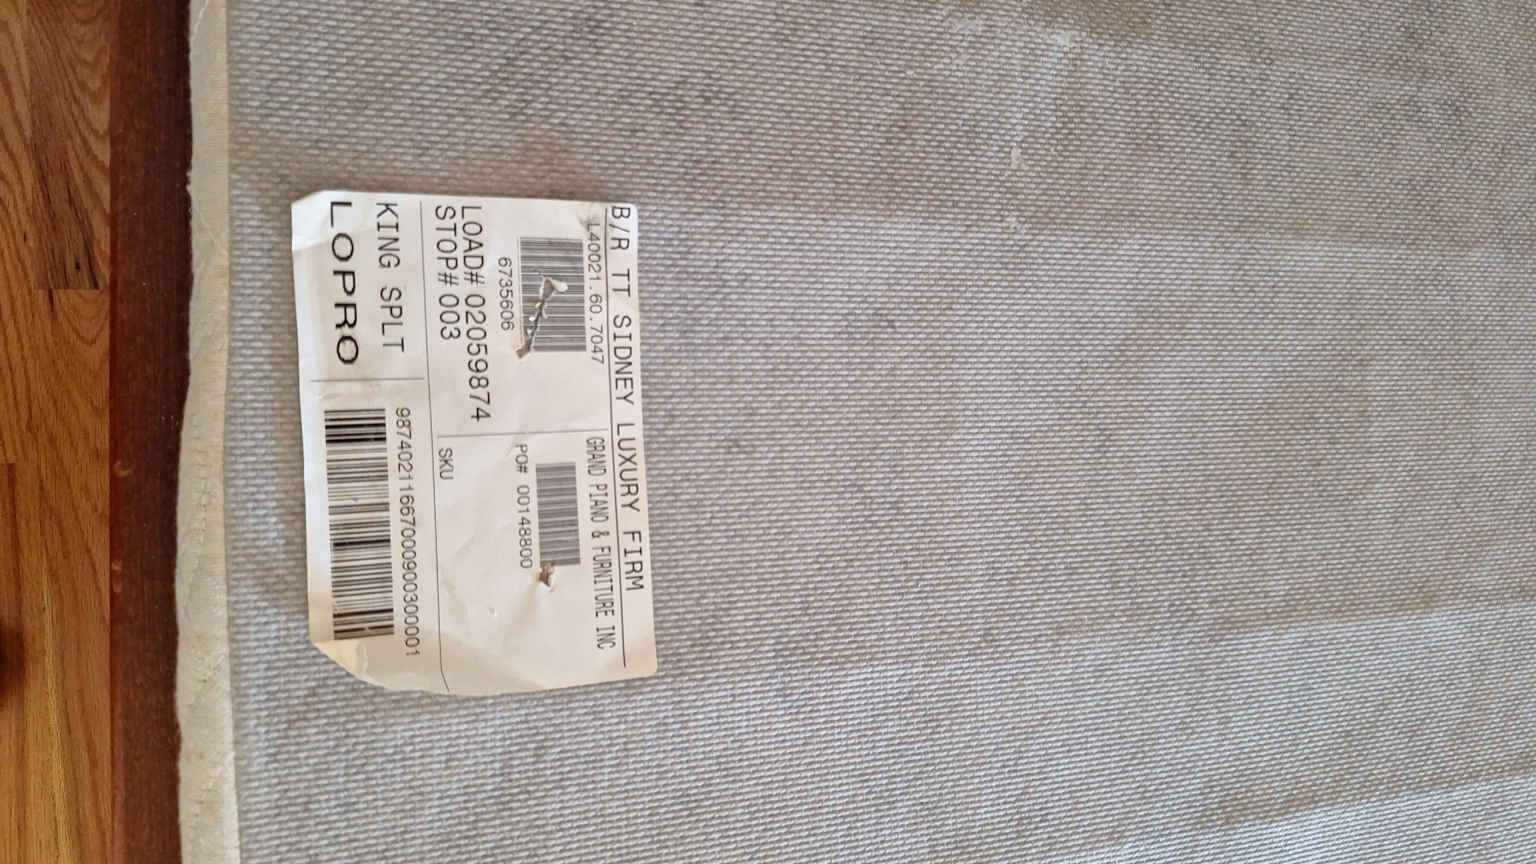 B/R TT SIDNEY LUXURY FIRM
L40021.60.7047
6735606
LOAD# 02059874
STOP# 003
GRAND PIANO & FURNITURE INC
PO# 00148800
SKU
KING SPLT
LOPRO
98740211667000900300001